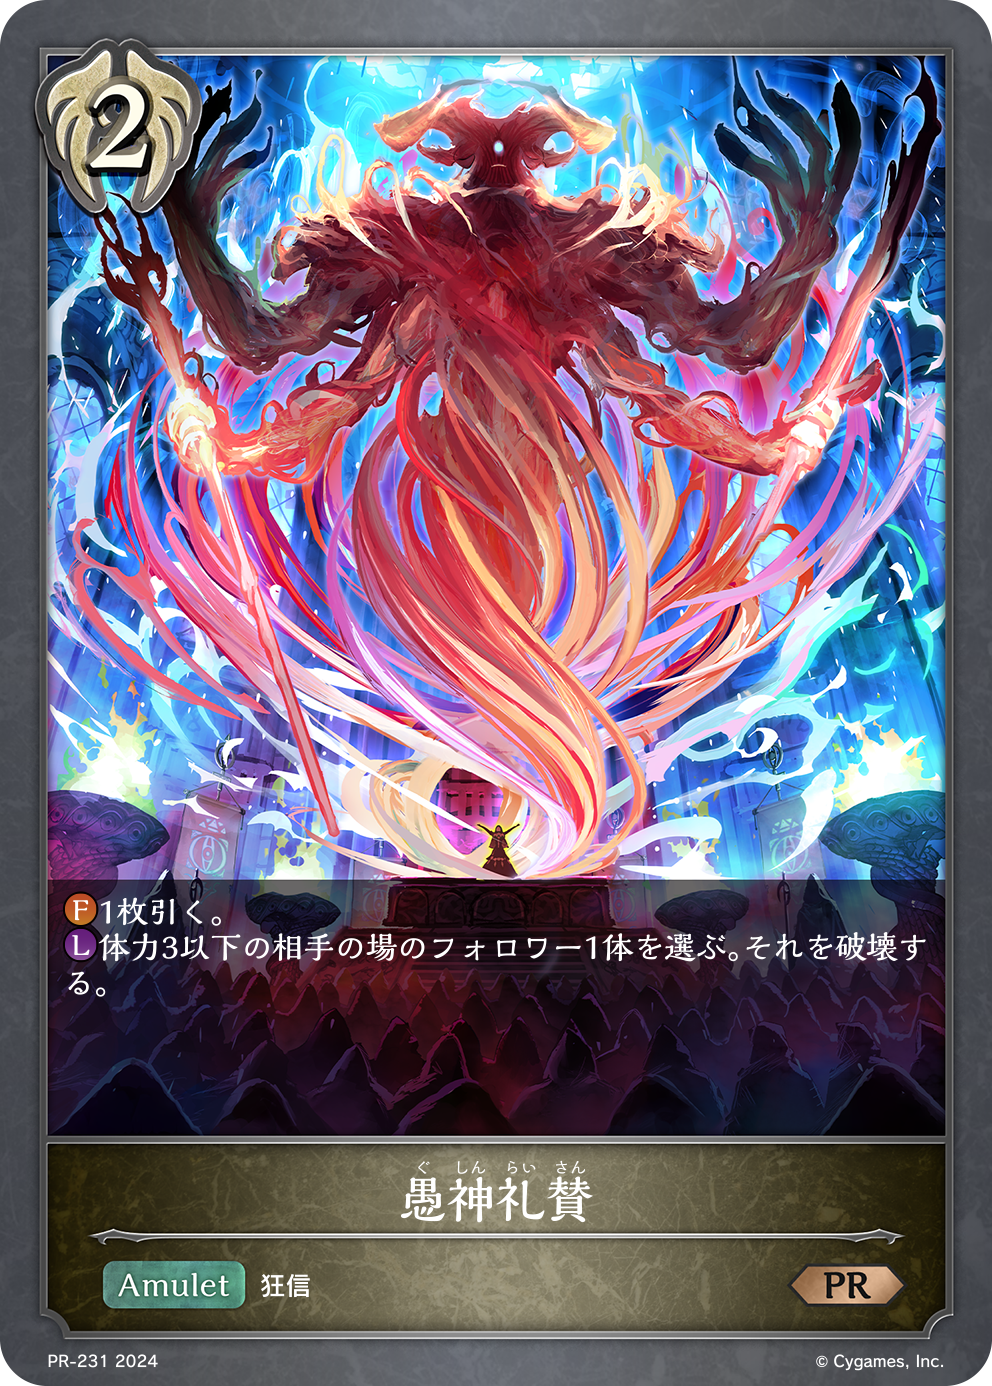 2
F 1枚引く。
L 体力3以下の相手の場のフォロワー1体を選ぶ。それを破壊す
る。
ぐ しん らい さん
愚神礼賛
Amulet 狂信 PR
PR-231 2024 © Cygames, Inc.